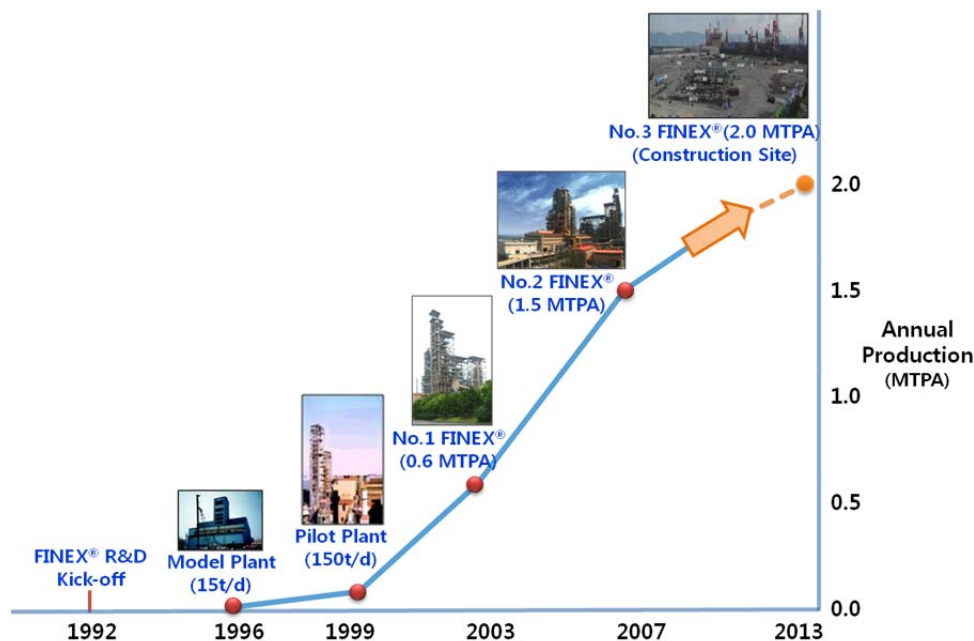 No.3 FINEX® (2.0 MTPA)
(Construction Site)
2.0
No.2 FINEX®
(1.5 MTPA)
1.5
Annual
Production
(MTPA)
1.0
No.1 FINEX®
(0.6 MTPA)
0.5
Pilot Plant
(150t/d)
FINEX® R&D
Kick-off
Model Plant
(15t/d)
0.0
1992 1996 1999 2003 2007 2013